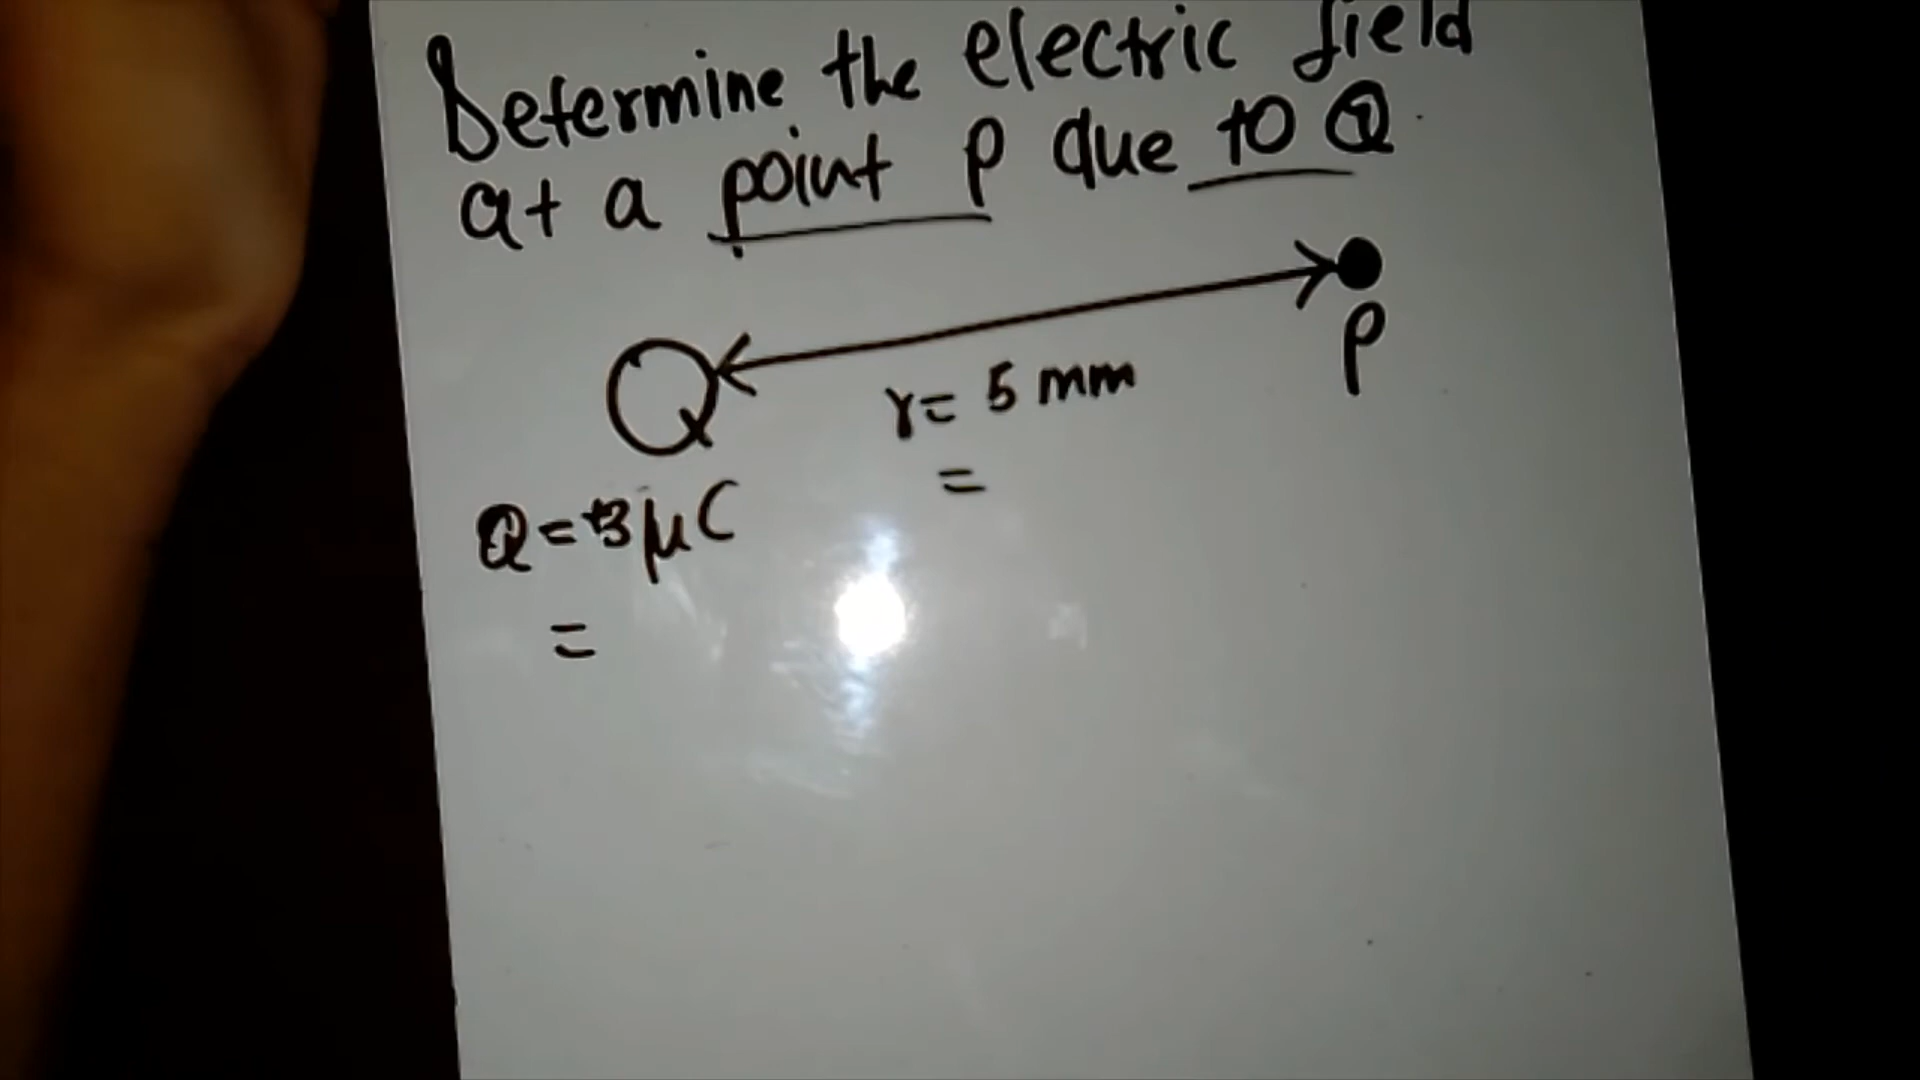 Determine the electric field
at a point P due to Q
P
Q
r = 5 mm
=
Q = +3 μC
=